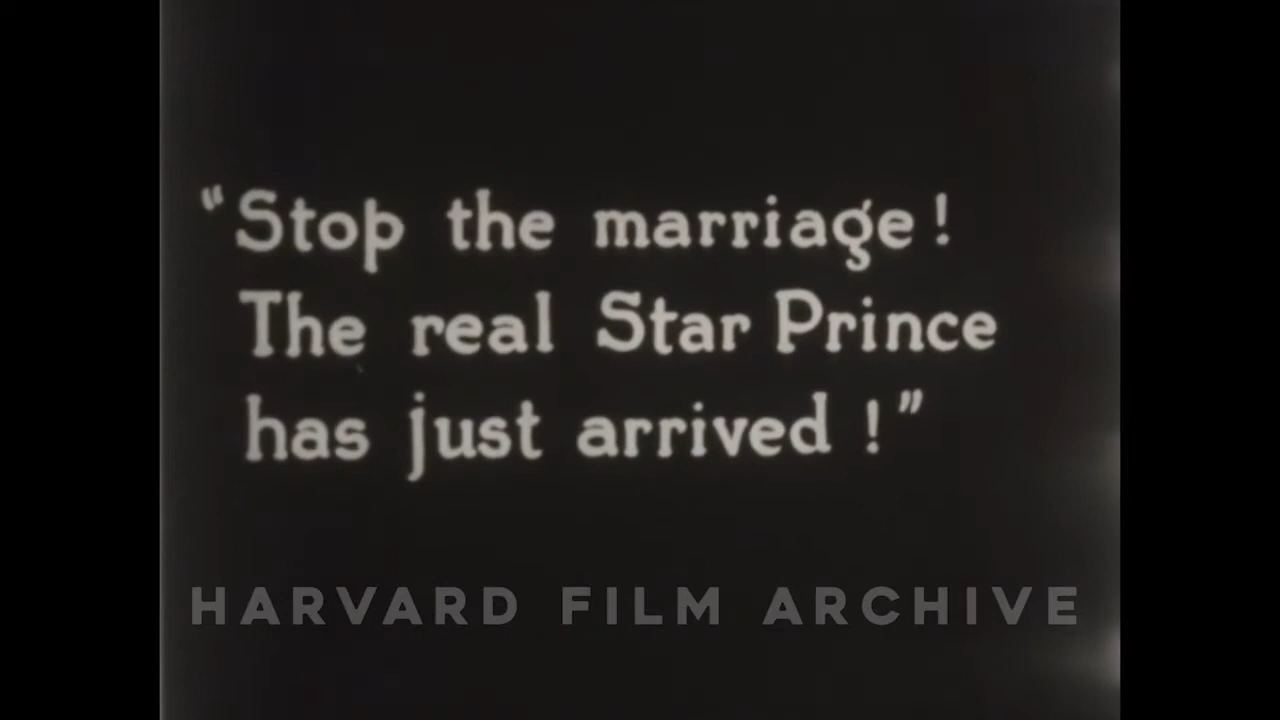 “Stop the marriage!
The real Star Prince
has just arrived!”
HARVARD FILM ARCHIVE